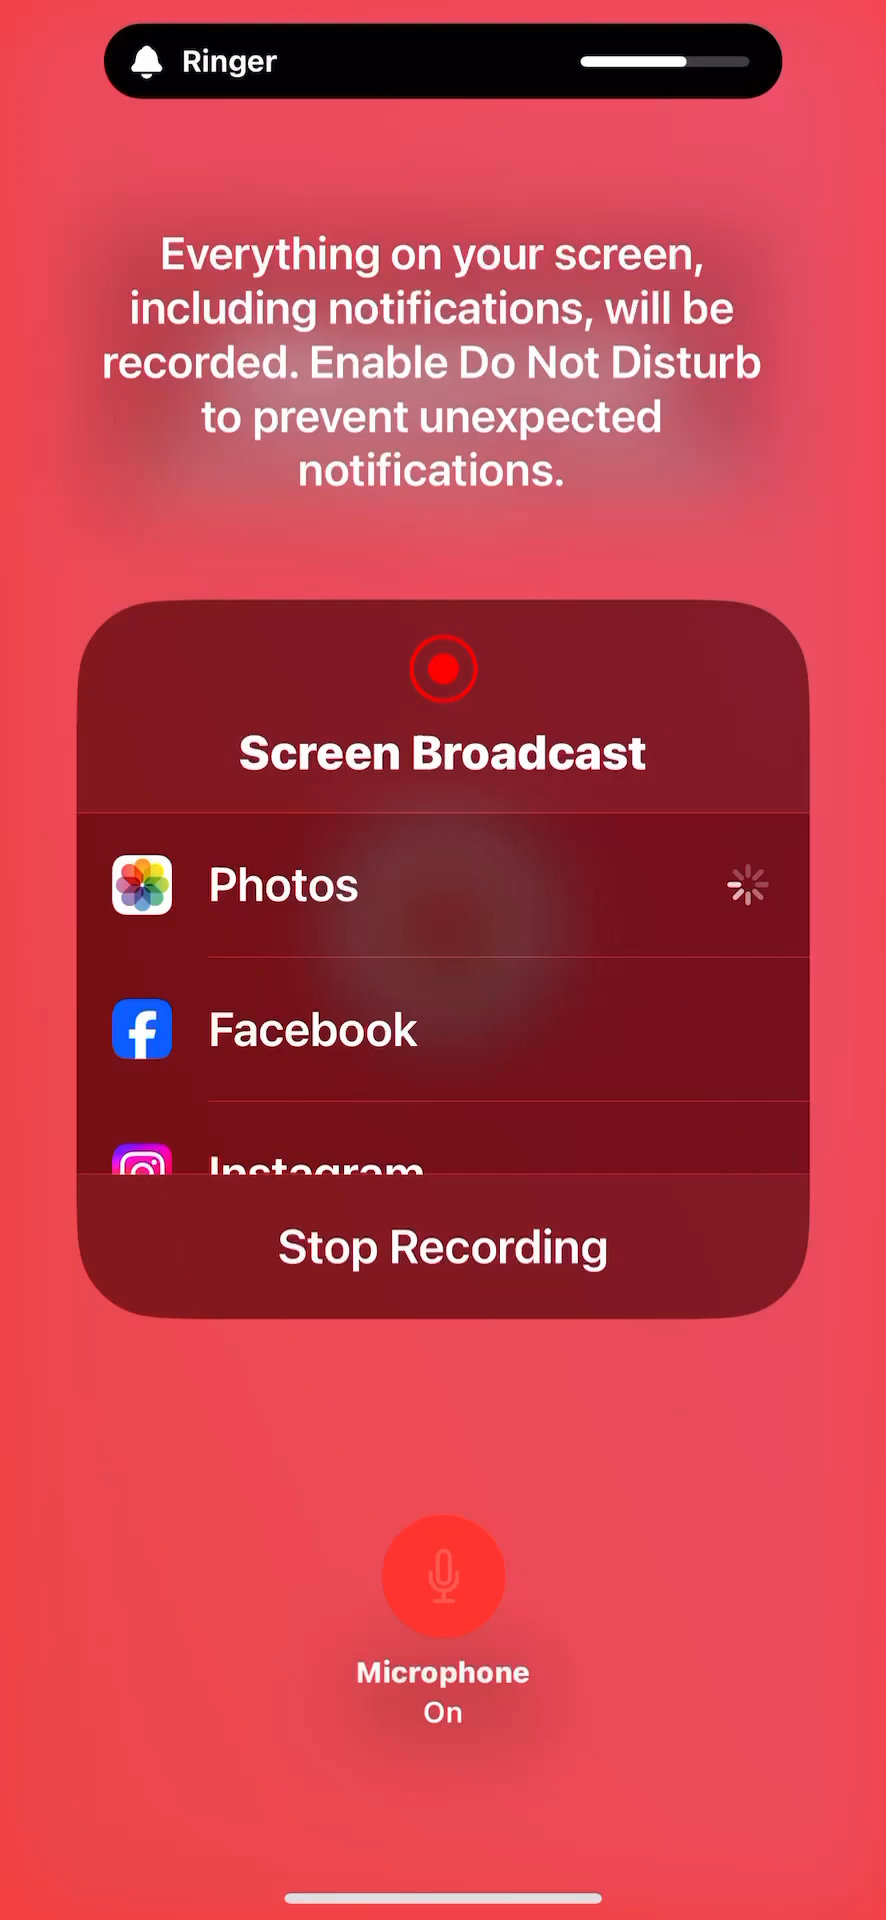 Ringer
Everything on your screen,
including notifications, will be
recorded. Enable Do Not Disturb
to prevent unexpected
notifications.
Screen Broadcast
Photos
Facebook
Instagram
Stop Recording
Microphone
On